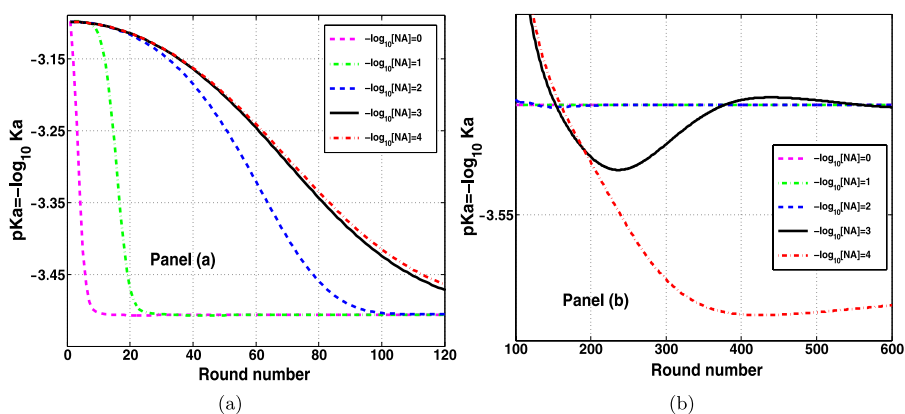 pKa=−log10 Ka
-3.15
-3.25
-3.35
-3.45
0
20
40
60
80
100
120
Round number
−log10[NA]=0
−log10[NA]=1
−log10[NA]=2
−log10[NA]=3
−log10[NA]=4
Panel (a)
(a)
pKa=−log10 Ka
-3.55
100
200
300
400
500
600
Round number
−log10[NA]=0
−log10[NA]=1
−log10[NA]=2
−log10[NA]=3
−log10[NA]=4
Panel (b)
(b)